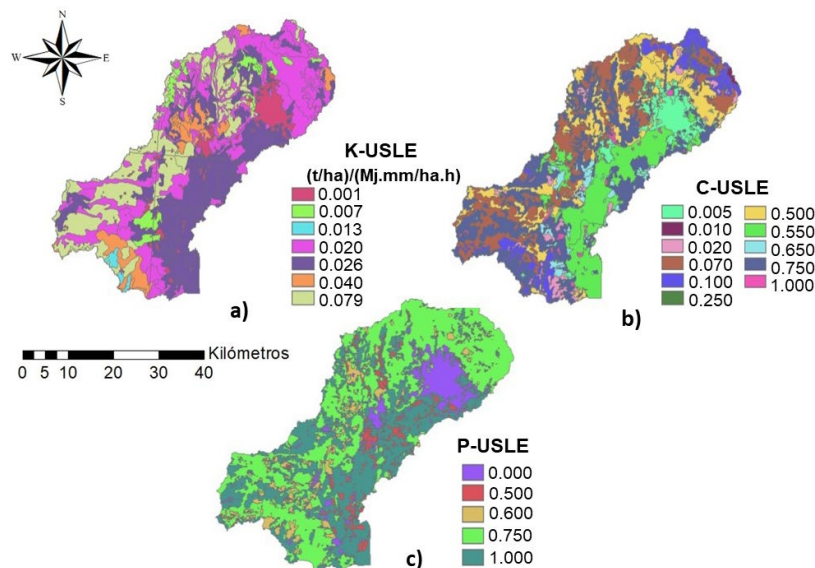 N
W E
S
K-USLE
(t/ha)/(Mj.mm/ha.h)
0.001
0.007
0.013
0.020
0.026
0.040
0.079
a)
C-USLE
0.005 0.500
0.010 0.550
0.020 0.650
0.070 0.750
0.100 1.000
0.250
b)
Kilómetros
0 5 10 20 30 40
P-USLE
0.000
0.500
0.600
0.750
1.000
c)